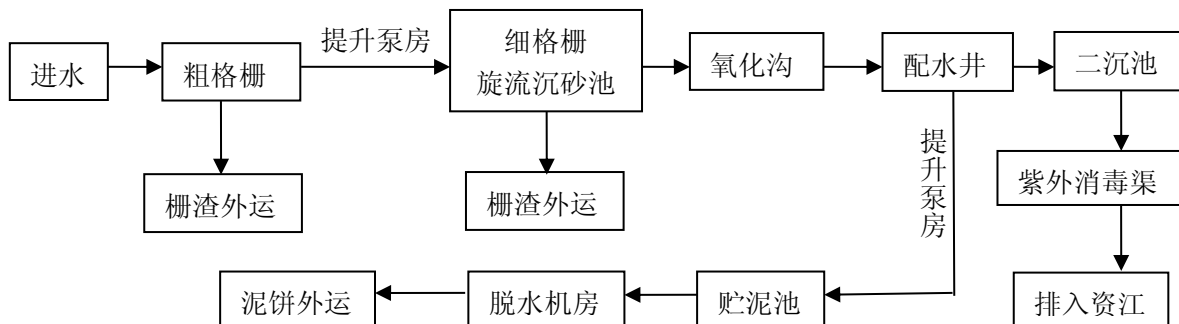 进水
粗格栅
提升泵房
细格栅
旋流沉砂池
氧化沟
配水井
二沉池
栅渣外运
栅渣外运
提升泵房
紫外消毒渠
泥饼外运
脱水机房
贮泥池
排入资江